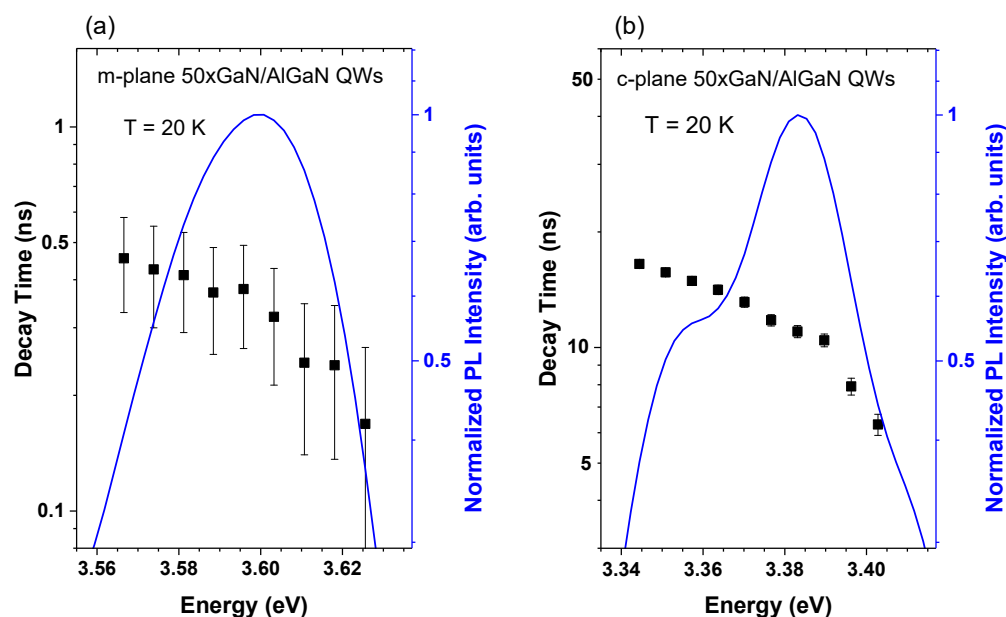 (a)
m-plane 50xGaN/AlGaN QWs
T = 20 K
1
0.5
0.1
Decay Time (ns)
1
0.5
Normalized PL Intensity (arb. units)
3.56
3.58
3.60
3.62
Energy (eV)
(b)
c-plane 50xGaN/AlGaN QWs
T = 20 K
50
10
5
Decay Time (ns)
1
0.5
Normalized PL Intensity (arb. units)
3.34
3.36
3.38
3.40
Energy (eV)